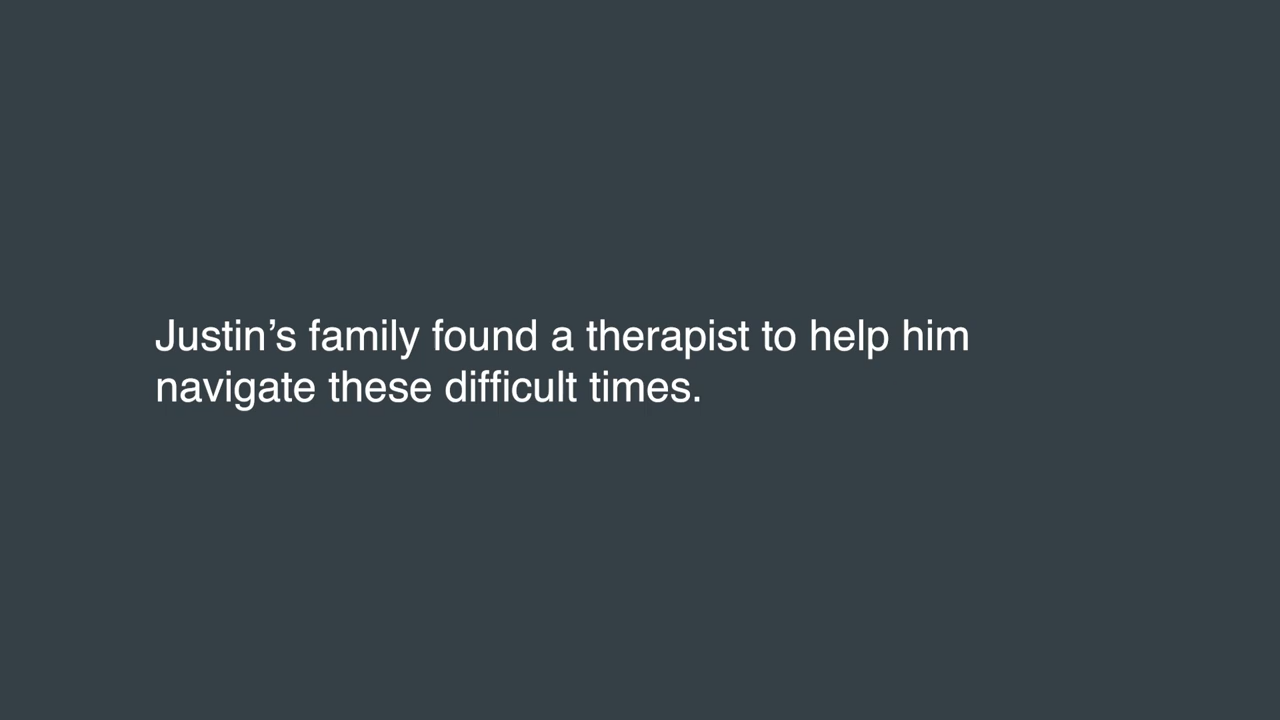 Justin’s family found a therapist to help him
navigate these difficult times.